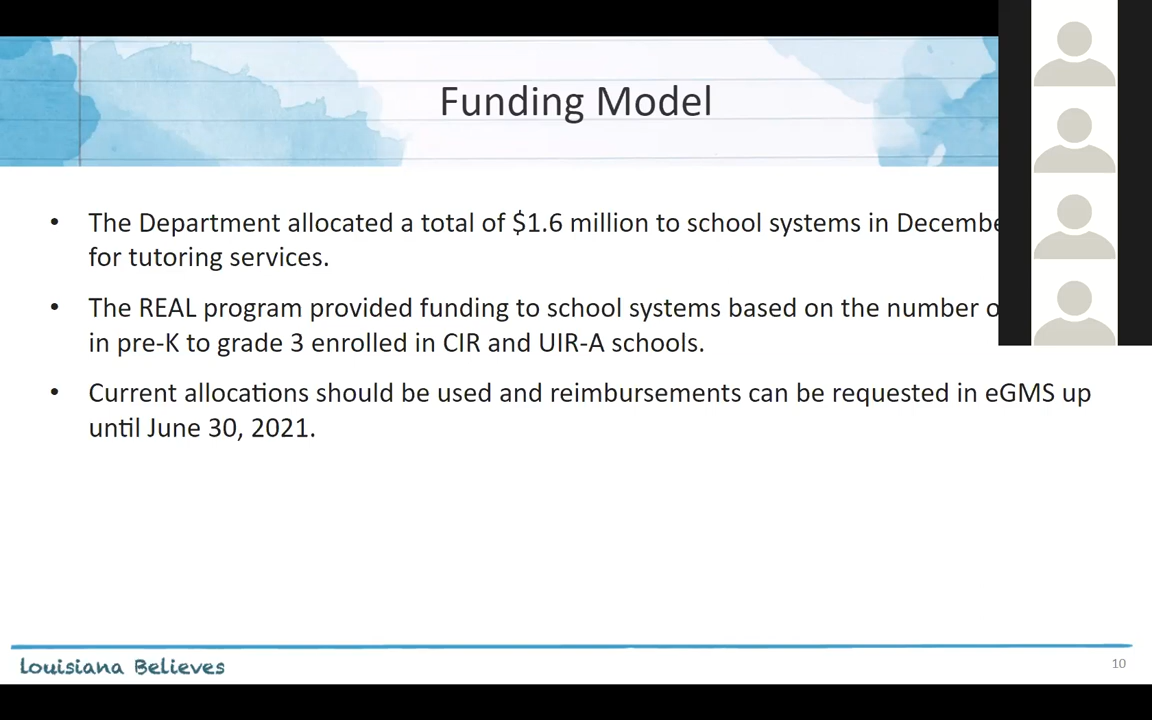 Funding Model
• The Department allocated a total of $1.6 million to school systems in
for tutoring services.
• The REAL program provided funding to school systems based on the number
in pre-K to grade 3 enrolled in CIR and UIR-A schools.
• Current allocations should be used and reimbursements can be requested in eGMS up
until June 30, 2021.
Louisiana Believes
10